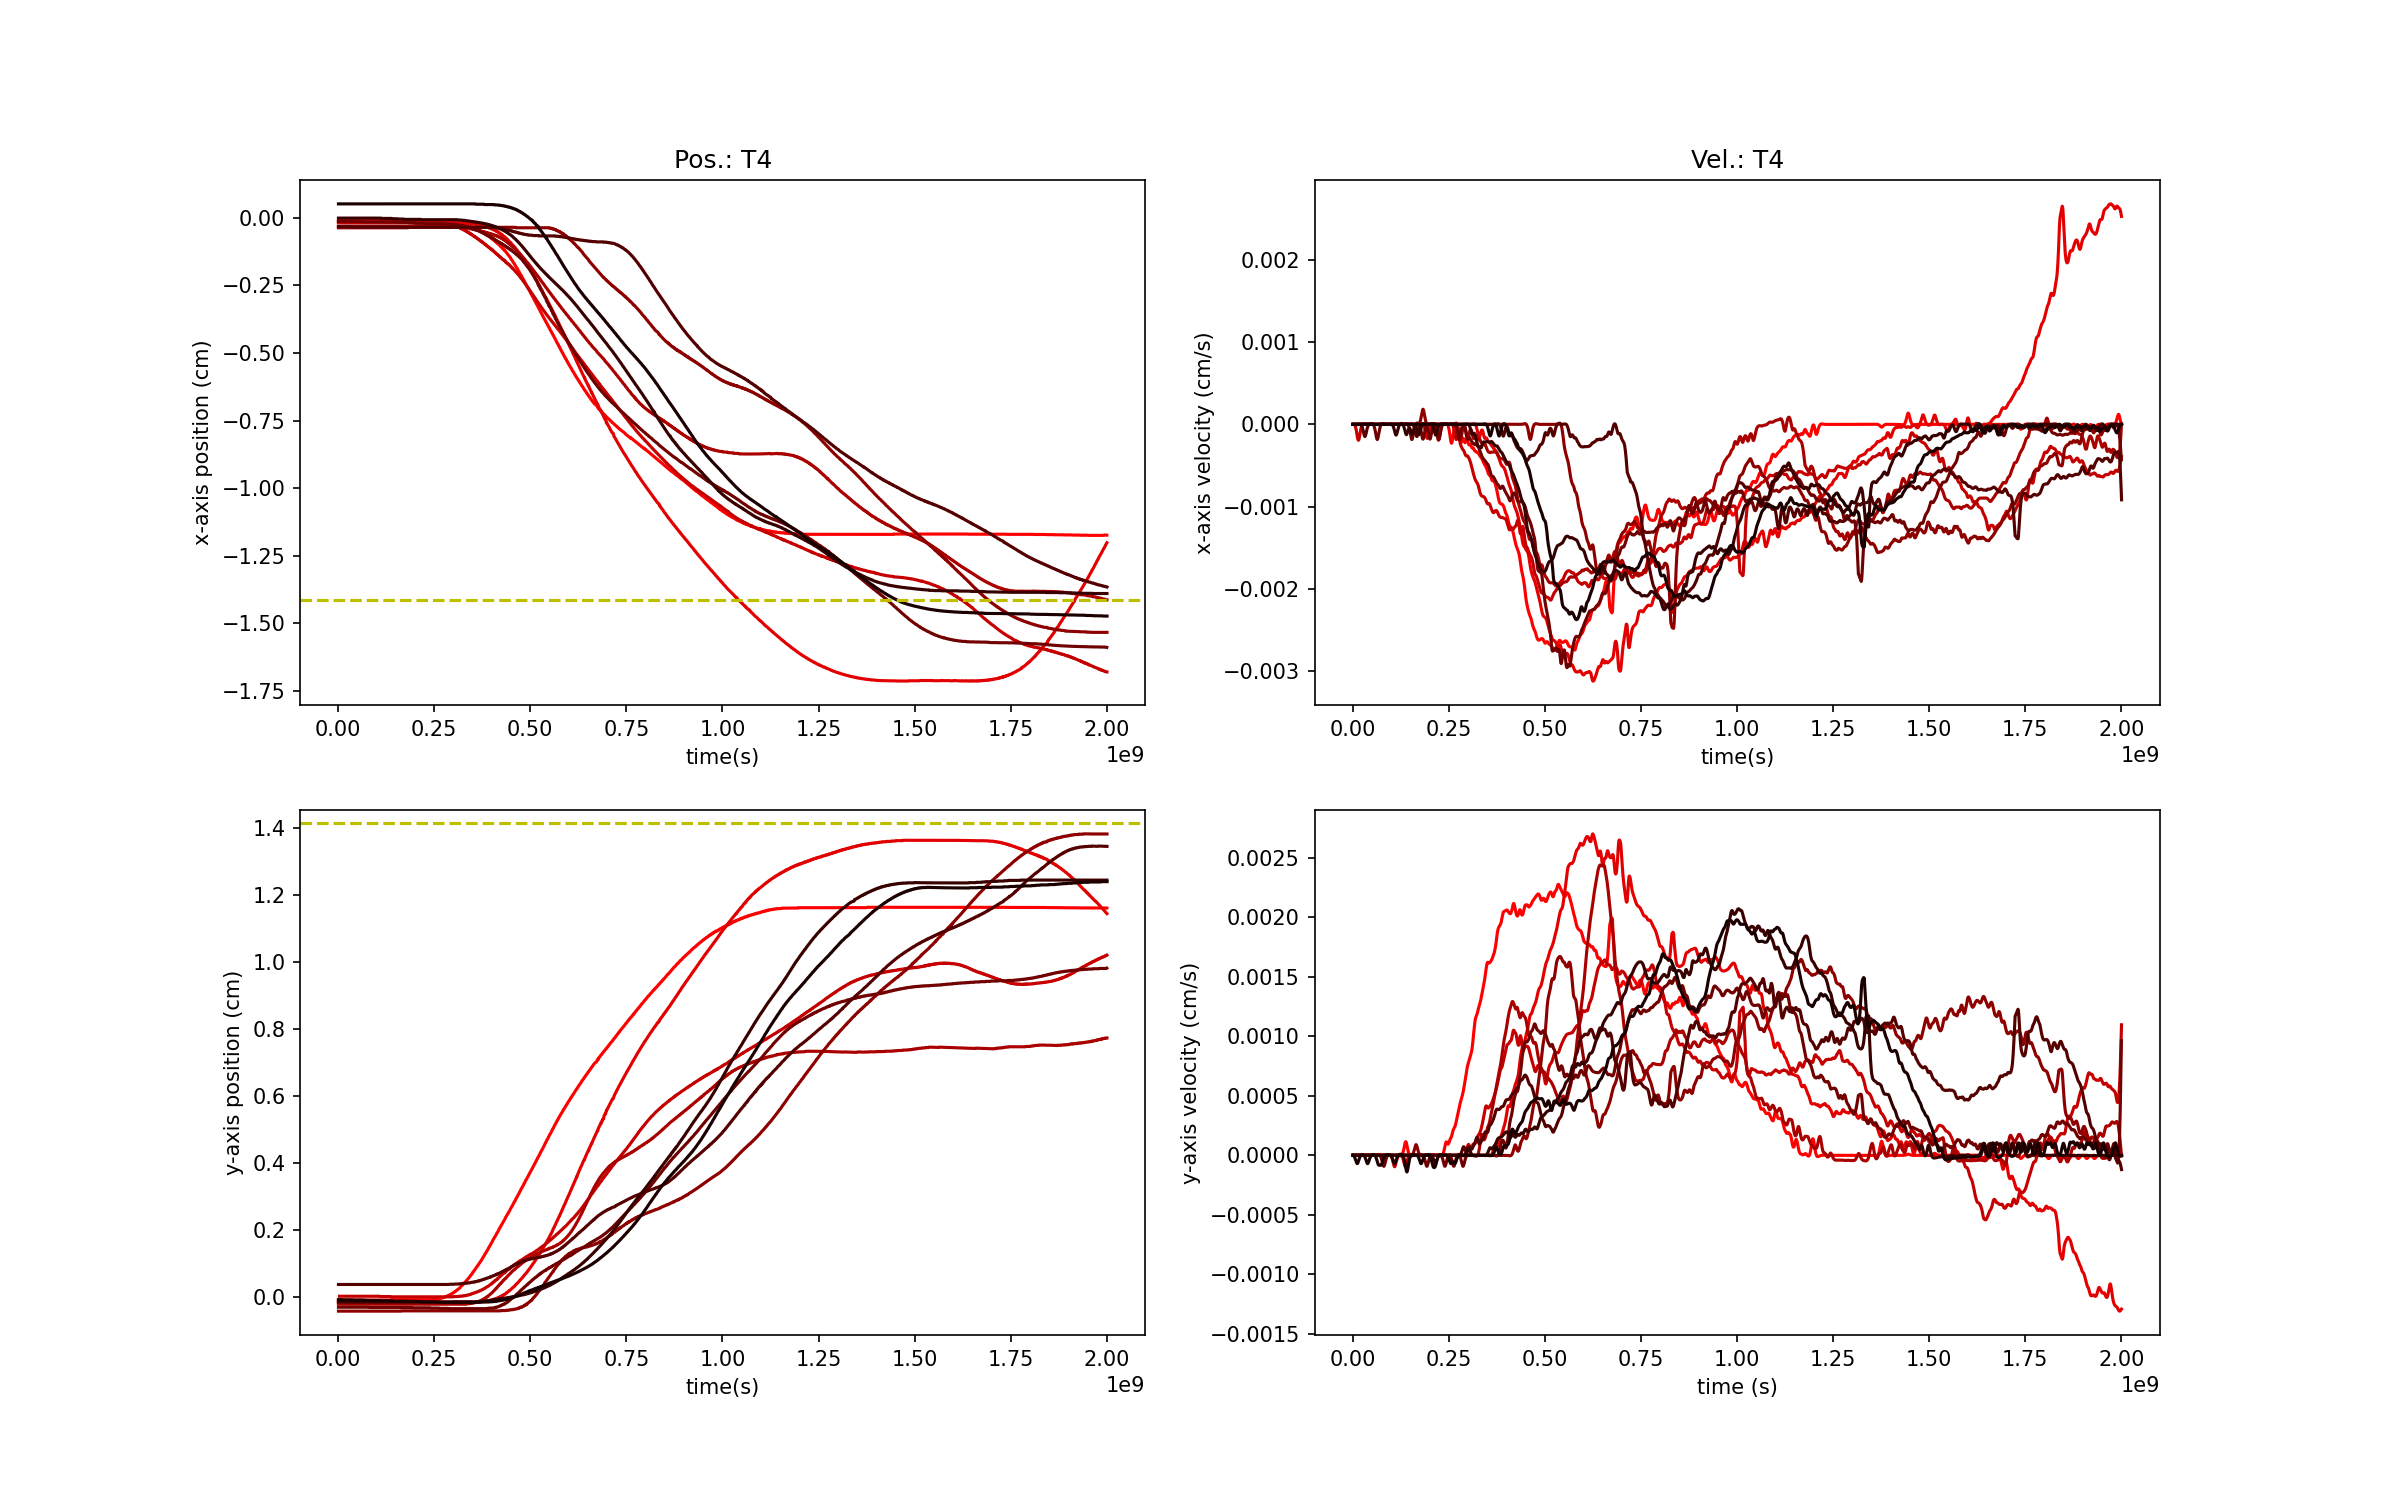 Pos.: T4
x-axis position (cm)
0.00
−0.25
−0.50
−0.75
−1.00
−1.25
−1.50
−1.75
0.00 0.25 0.50 0.75 1.00 1.25 1.50 1.75 2.00
1e9
time(s)
Vel.: T4
x-axis velocity (cm/s)
0.002
0.001
0.000
−0.001
−0.002
−0.003
0.00 0.25 0.50 0.75 1.00 1.25 1.50 1.75 2.00
1e9
time(s)
y-axis position (cm)
1.4
1.2
1.0
0.8
0.6
0.4
0.2
0.0
0.00 0.25 0.50 0.75 1.00 1.25 1.50 1.75 2.00
1e9
time(s)
y-axis velocity (cm/s)
0.0025
0.0020
0.0015
0.0010
0.0005
0.0000
−0.0005
−0.0010
−0.0015
0.00 0.25 0.50 0.75 1.00 1.25 1.50 1.75 2.00
1e9
time (s)